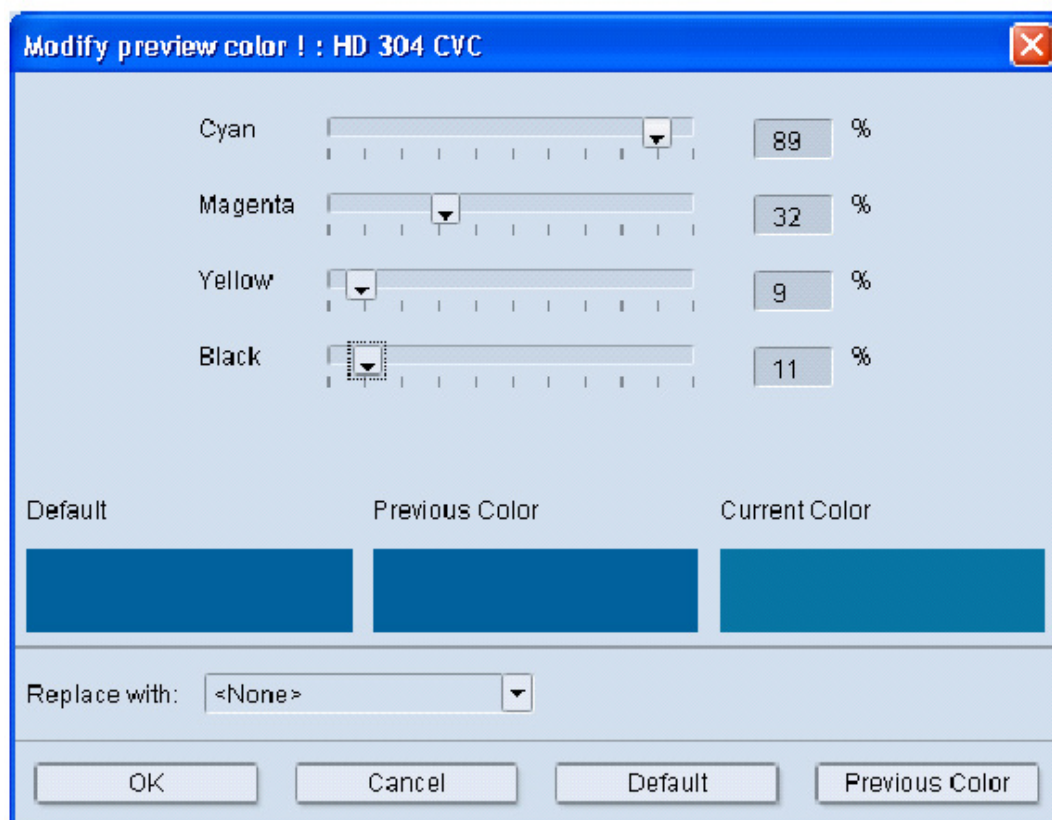 Modify preview color ! : HD 304 CVC
Cyan 89 %
Magenta 32 %
Yellow 9 %
Black 11 %
Default Previous Color Current Color
Replace with: <None>
OK Cancel Default Previous Color